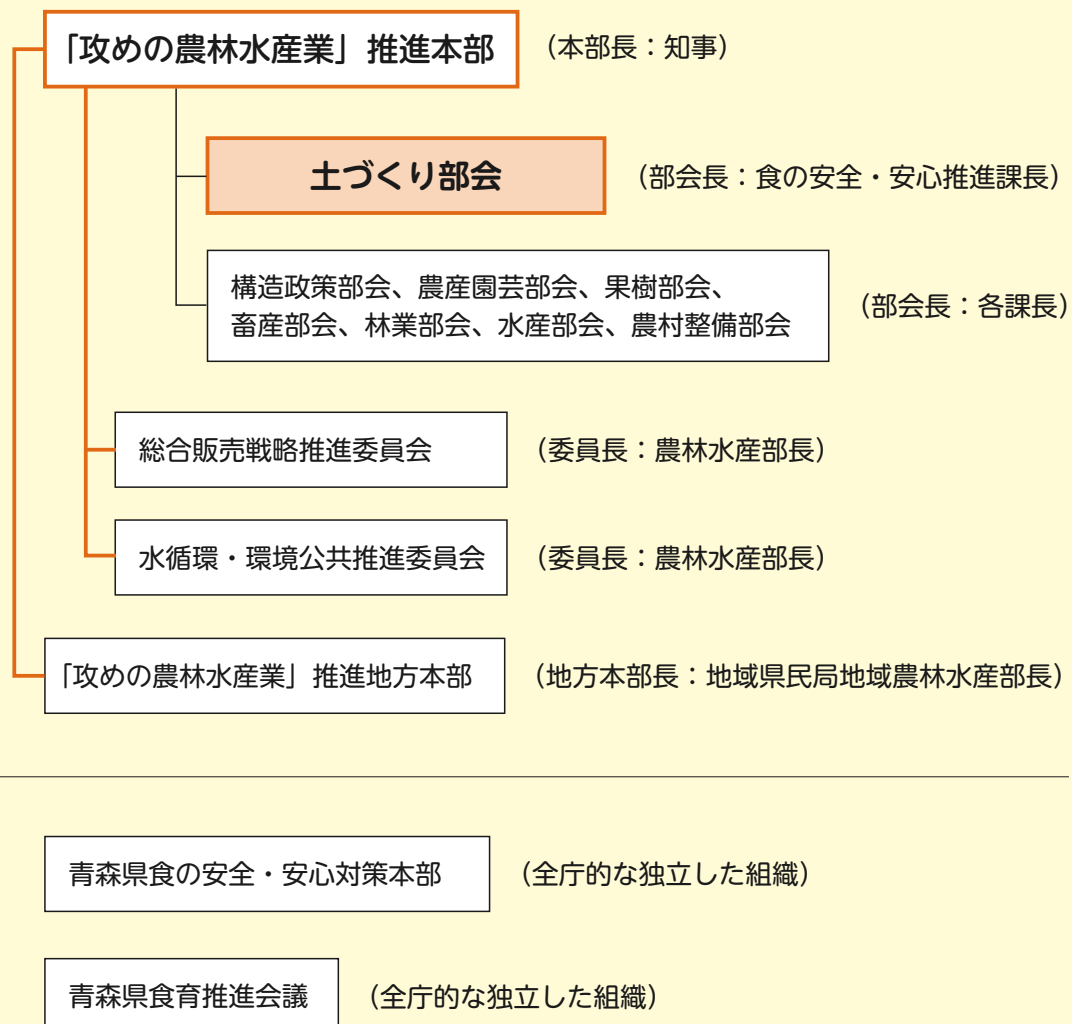 「攻めの農林水産業」推進本部 （本部長：知事）
土づくり部会 （部会長：食の安全・安心推進課長）
構造政策部会、農産園芸部会、果樹部会、
畜産部会、林業部会、水産部会、農村整備部会
（部会長：各課長）
総合販売戦略推進委員会 （委員長：農林水産部長）
水循環・環境公共推進委員会 （委員長：農林水産部長）
「攻めの農林水産業」推進地方本部 （地方本部長：地域県民局地域農林水産部長）
青森県食の安全・安心対策本部 （全庁的な独立した組織）
青森県食育推進会議 （全庁的な独立した組織）